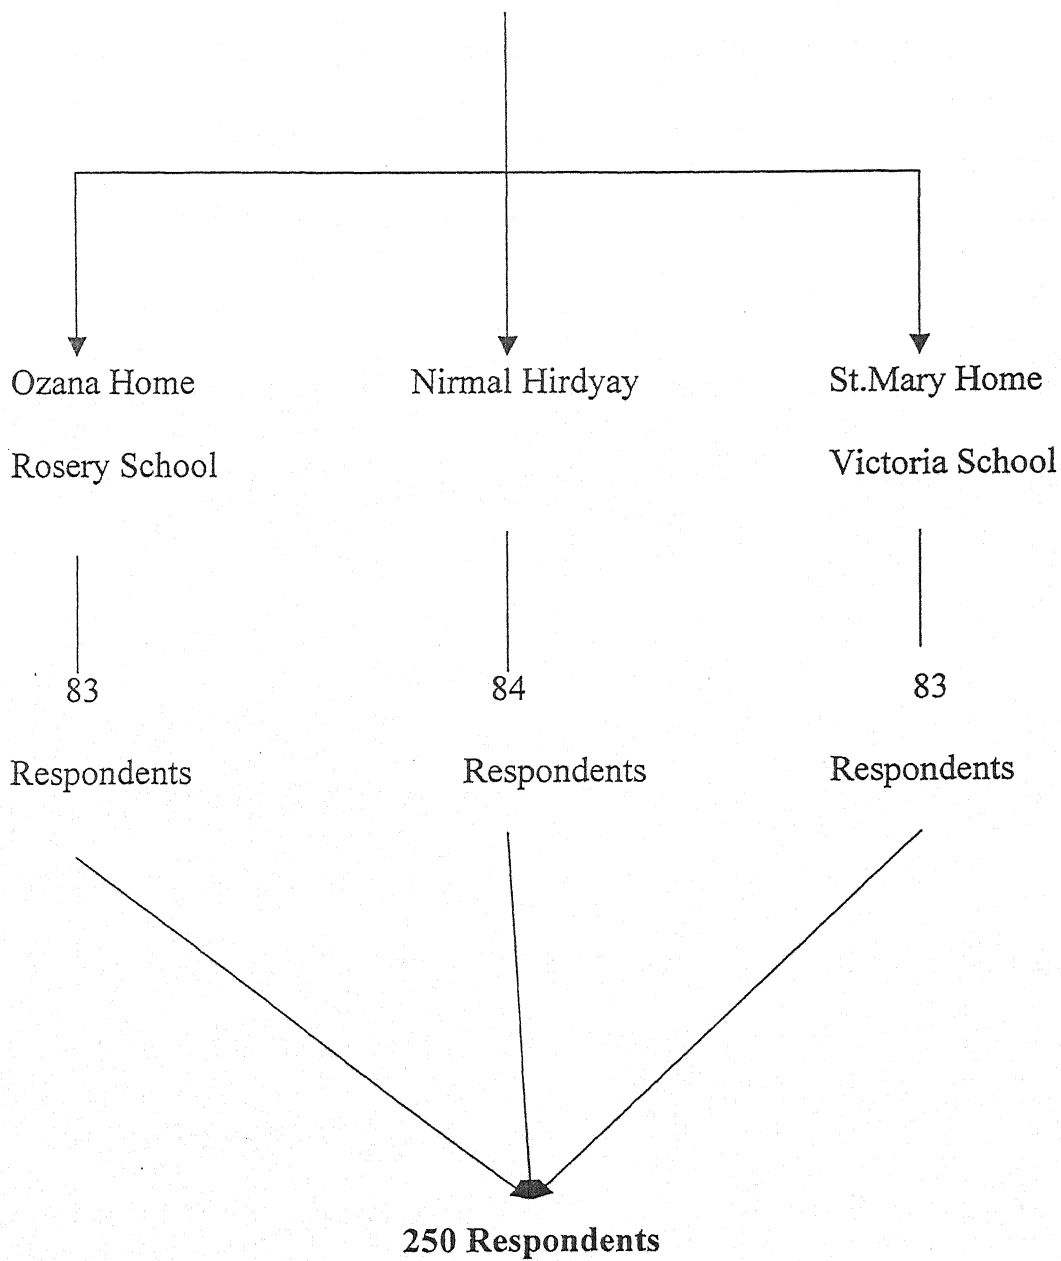 Ozana Home
Rosery School
83
Respondents
Nirmal Hirdyay
84
Respondents
St.Mary Home
Victoria School
83
Respondents
250 Respondents